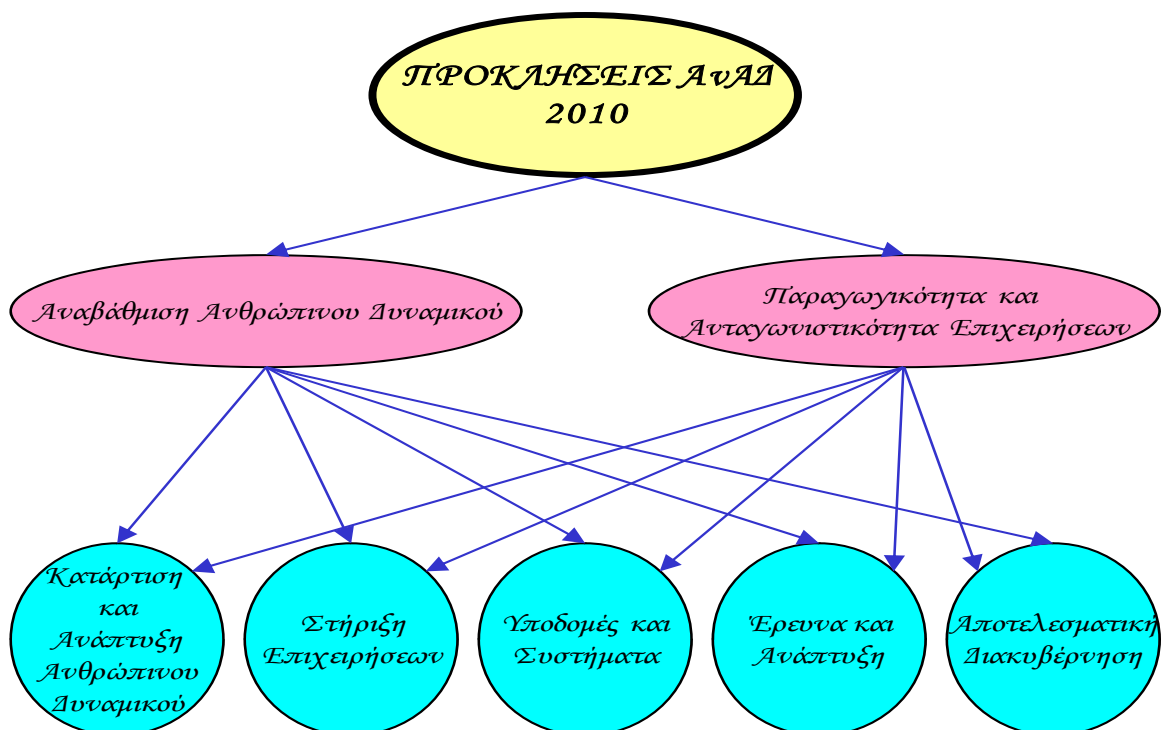 ΠΡΟΚΛΗΣΕΙΣ ΑνΑΔ
2010
Αναβάθμιση Ανθρώπινου Δυναμικού
Παραγωγικότητα και
Ανταγωνιστικότητα Επιχειρήσεων
Κατάρτιση
και
Ανάπτυξη
Ανθρώπινου
Δυναμικού
Στήριξη
Επιχειρήσεων
Υποδομές και
Συστήματα
Έρευνα και
Ανάπτυξη
Αποτελεσματική
Διακυβέρνηση